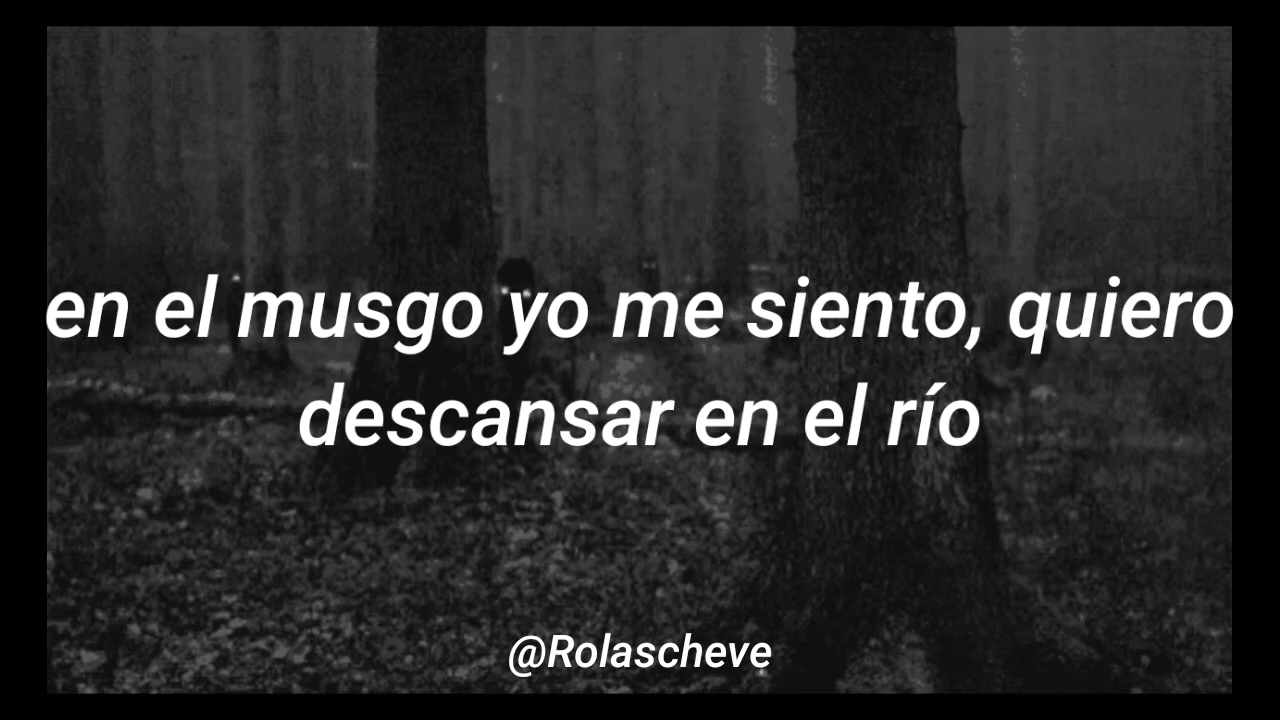 en el musgo yo me siento, quiero
descansar en el río
@Rolascheve